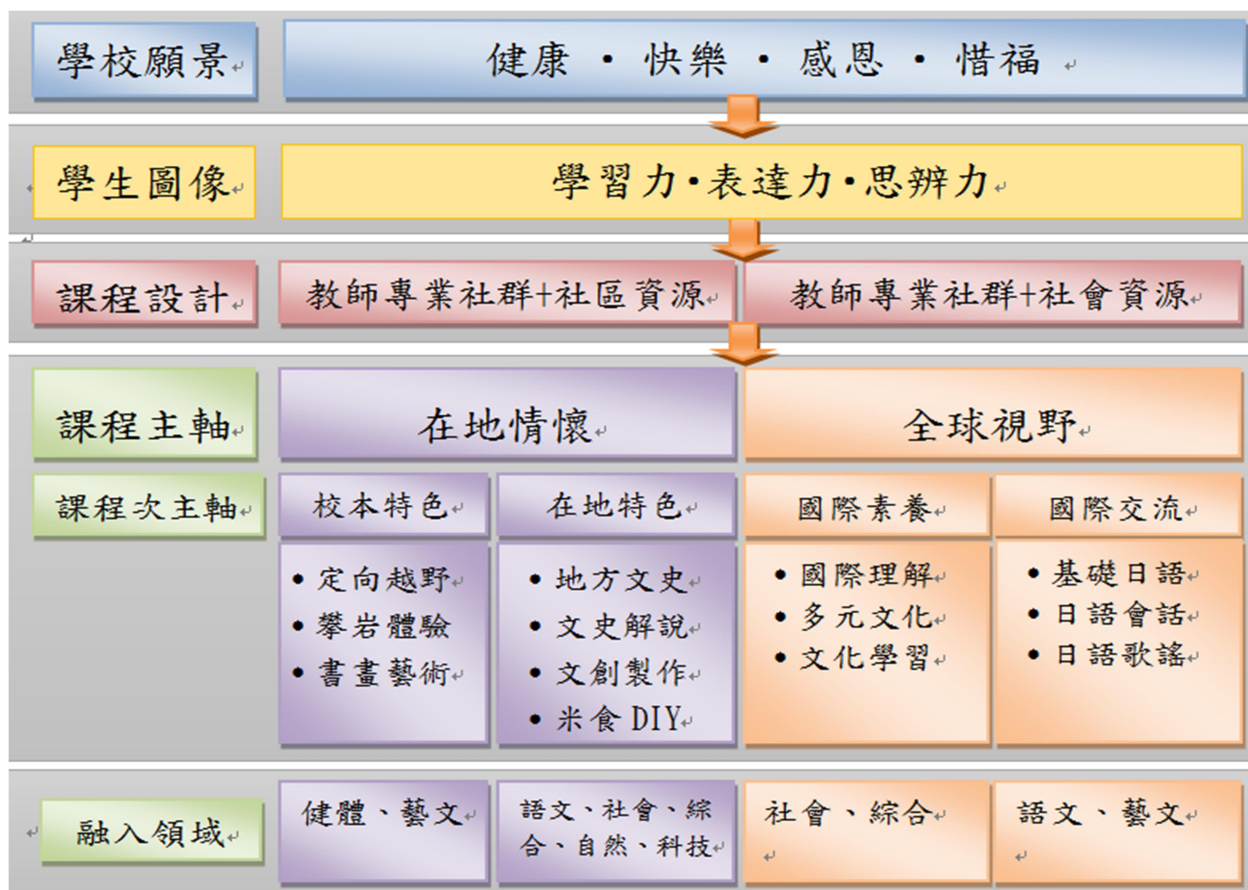 學校願景
健康 · 快樂 · 感恩 · 惜福
學生圖像
學習力·表達力·思辨力
課程設計
教師專業社群+社區資源
教師專業社群+社會資源
課程主軸
在地情懷
全球視野
課程次主軸
校本特色
在地特色
國際素養
國際交流
• 定向越野
• 攀岩體驗
• 書畫藝術
• 地方文史
• 文史解說
• 文創製作
• 米食 DIY
• 國際理解
• 多元文化
• 文化學習
• 基礎日語
• 日語會話
• 日語歌謠
融入領域
健體、藝文
語文、社會、綜
合、自然、科技
社會、綜合
語文、藝文